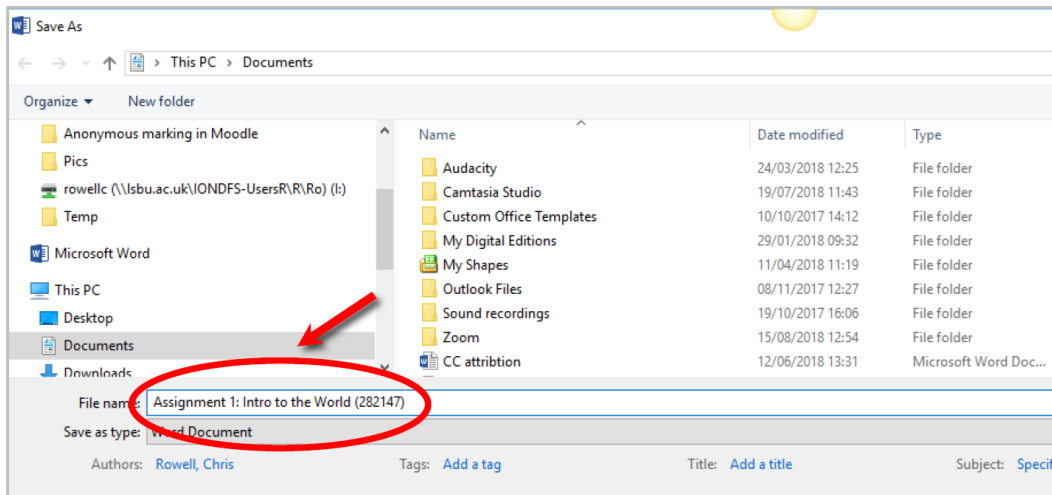 Save As
This PC > Documents
Organize New folder
Name Date modified Type
Anonymous marking in Moodle
Pics
rowellc (\\lsbu.ac.uk\IONDFS-UsersR\R\Ro) (I:)
Temp
Microsoft Word
This PC
Desktop
Documents
Downloads
Audacity 24/03/2018 12:25 File folder
Camtasia Studio 19/07/2018 11:43 File folder
Custom Office Templates 10/10/2017 14:12 File folder
My Digital Editions 29/01/2018 09:32 File folder
My Shapes 11/04/2018 11:19 File folder
Outlook Files 08/11/2017 12:27 File folder
Sound recordings 19/10/2017 16:06 File folder
Zoom 15/08/2018 12:54 File folder
CC attribtion 12/06/2018 13:31 Microsoft Word Doc...
File name: Assignment 1: Intro to the World (282147)
Save as type: Word Document
Authors: Rowell, Chris Tags: Add a tag Title: Add a title Subject: Specif